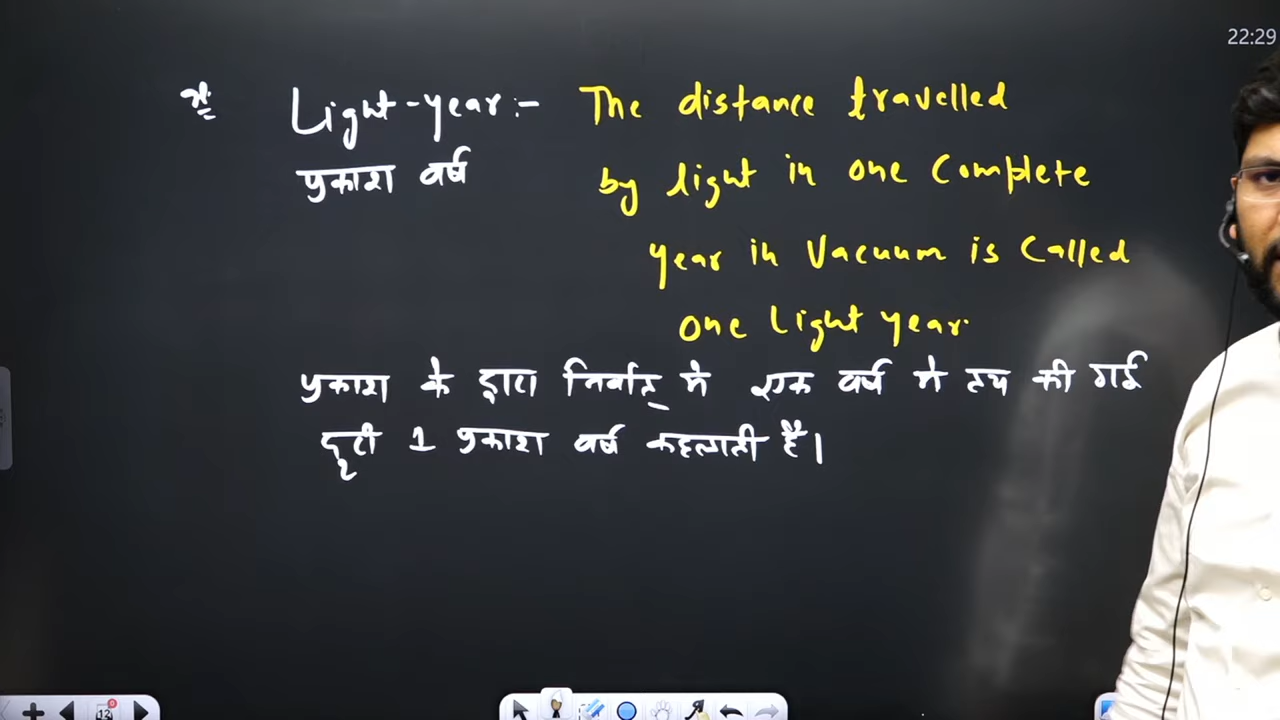 22:29
Light-year:- The distance travelled
प्रकाश वर्ष by light in one Complete
year in Vacuum is Called
one light year.
प्रकाश के द्वारा निर्वात में एक वर्ष में तय की गई
दूरी 1 प्रकाश वर्ष कहलाती है।
12